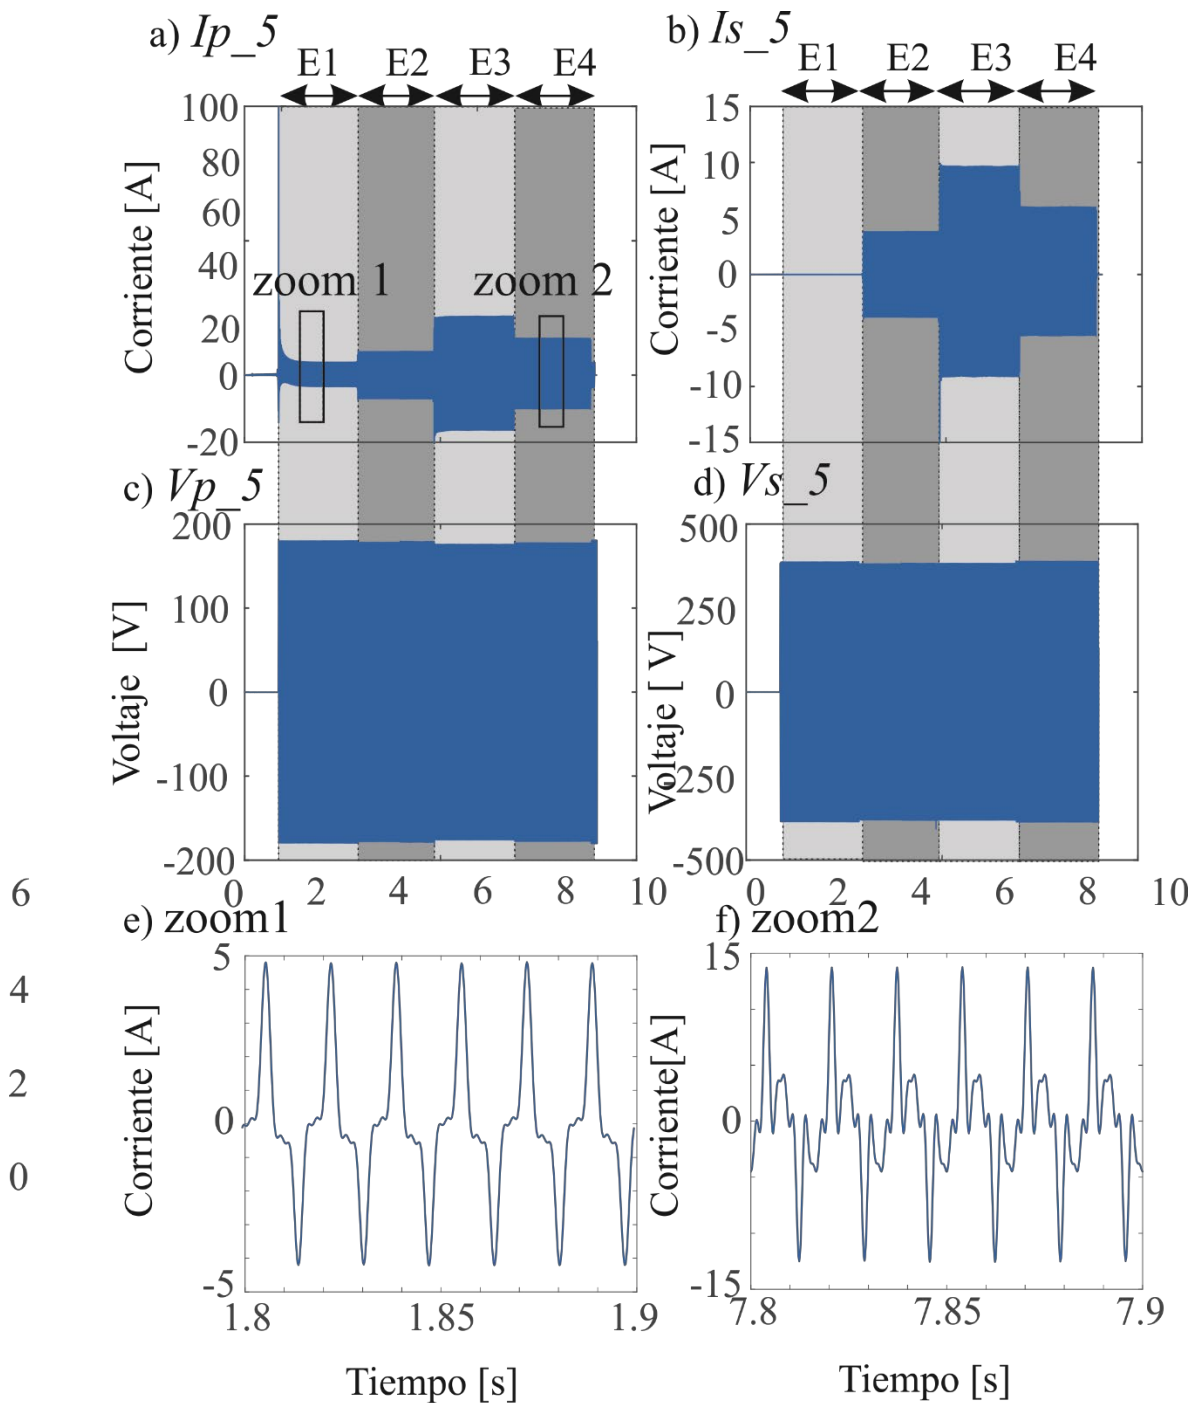 a) Ip_5
b) Is_5
E1 E2 E3 E4
E1 E2 E3 E4
100
80
60
40
20
0
-20
Corriente [A]
zoom 1
zoom 2
15
10
5
0
-5
-10
-15
Corriente [A]
c) Vp_5
d) Vs_5
200
100
0
-100
-200
Voltaje [V]
0 2 4 6 8 10
500
250
0
-250
-500
Voltaje [ V]
0 2 4 6 8 10
6
4
2
0
e) zoom1
f) zoom2
5
0
-5
Corriente [A]
1.8 1.85 1.9
Tiempo [s]
15
0
-15
Corriente[A]
7.8 7.85 7.9
Tiempo [s]